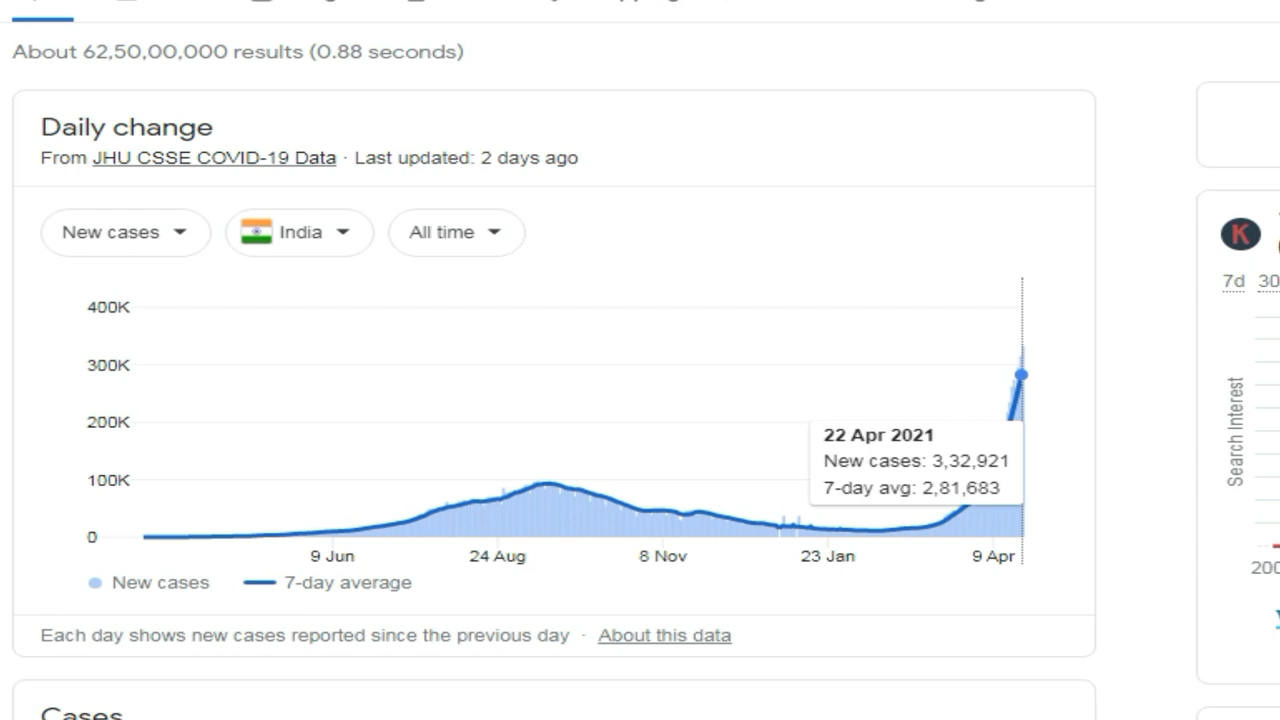 About 62,50,00,000 results (0.88 seconds)
Daily change
From JHU CSSE COVID-19 Data · Last updated: 2 days ago
New cases
India
All time
400K
300K
200K
100K
0
22 Apr 2021
New cases: 3,32,921
7-day avg: 2,81,683
9 Jun
24 Aug
8 Nov
23 Jan
9 Apr
New cases
7-day average
Each day shows new cases reported since the previous day · About this data
Cases
K
7d 30
Search Interest
200